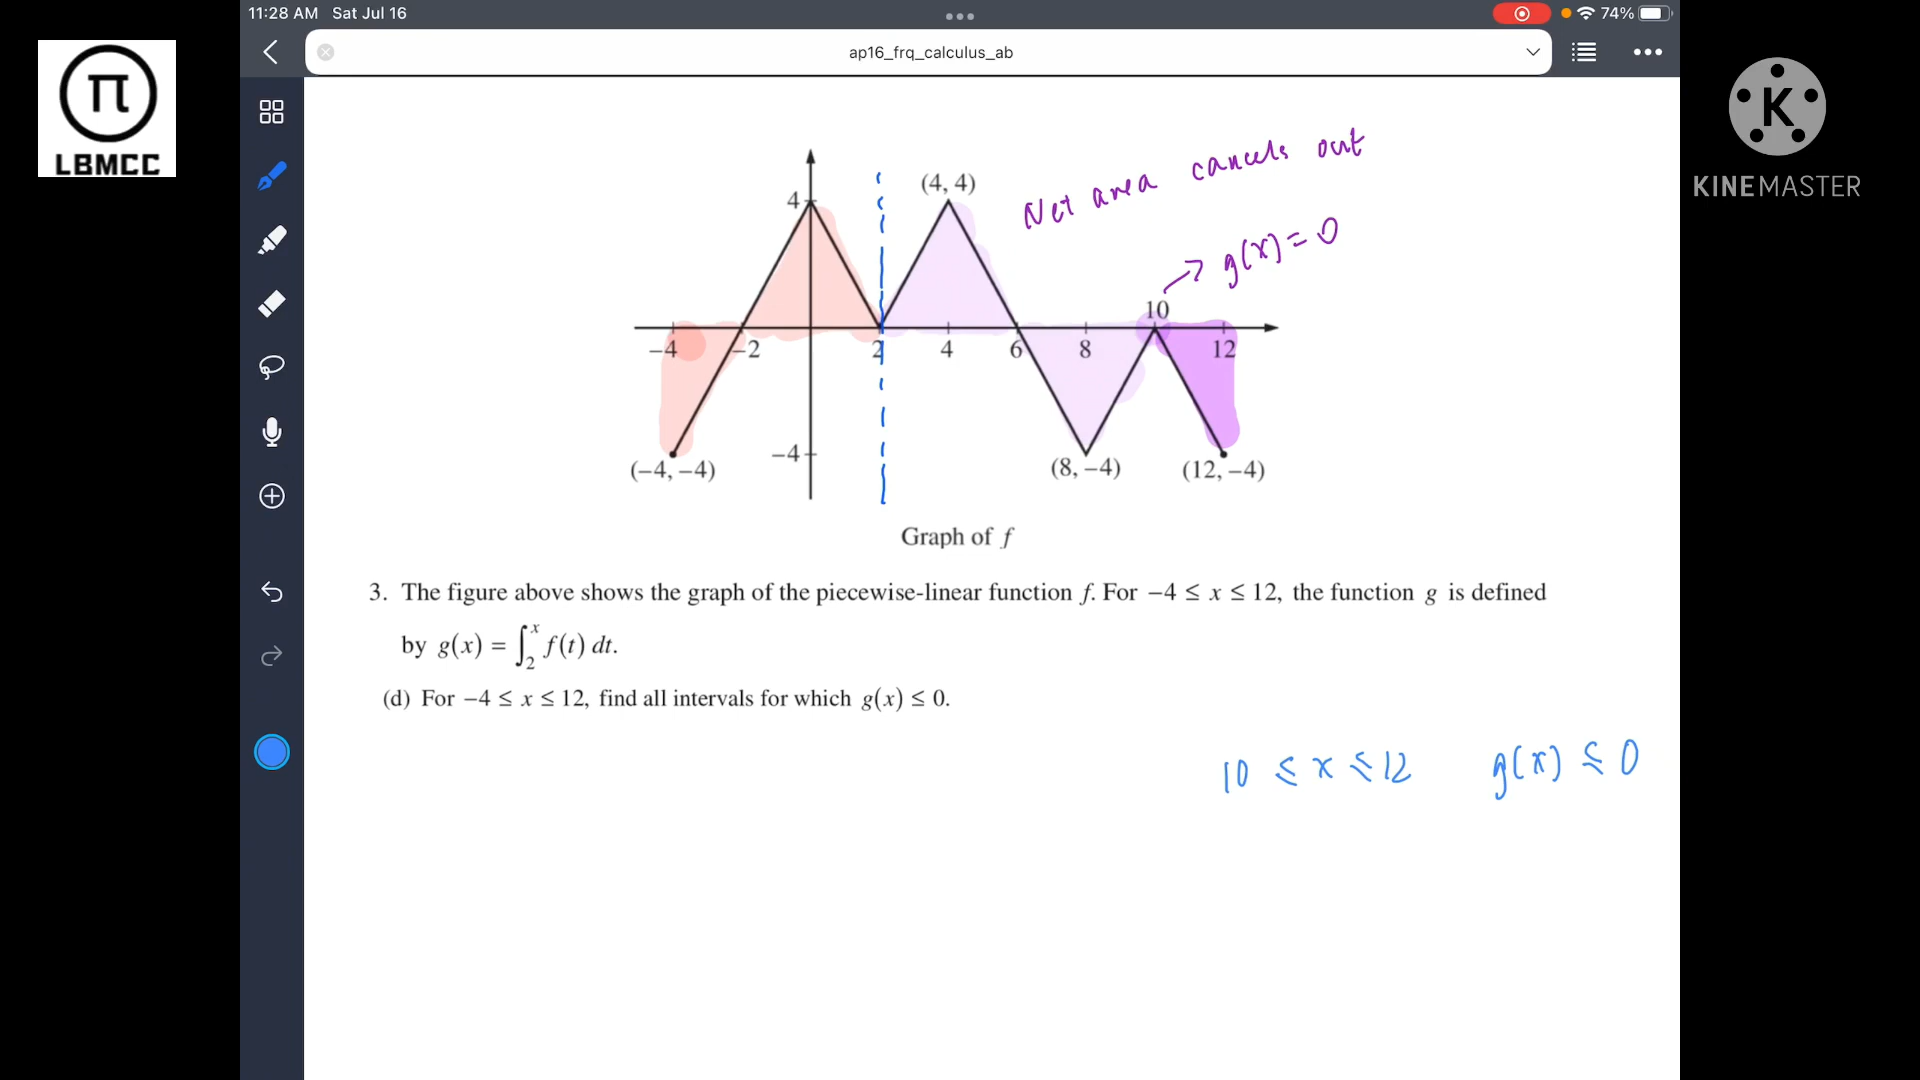 11:28 AM Sat Jul 16
74%
ap16_frq_calculus_ab
π
LBMCC
K
KINEMASTER
Net area cancels out
(4, 4)
4
→ g(x) = 0
10
−4 −2 2 4 6 8 12
−4
(−4, −4) (8, −4) (12, −4)
Graph of f
3. The figure above shows the graph of the piecewise-linear function f. For −4 ≤ x ≤ 12, the function g is defined
by g(x) = ∫₂ˣ f(t) dt.
(d) For −4 ≤ x ≤ 12, find all intervals for which g(x) ≤ 0.
10 ≤ x ≤ 12 g(x) ≤ 0